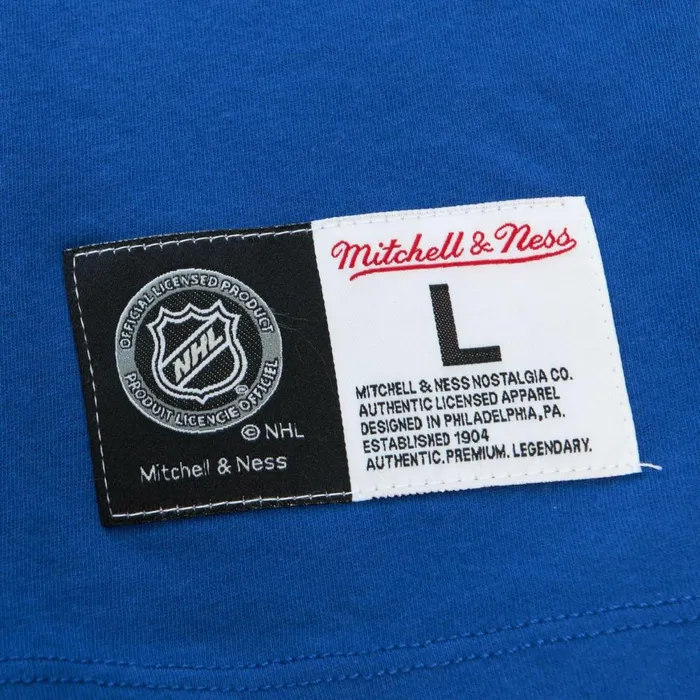 OFFICIAL LICENSED PRODUCT
NHL
PRODUIT LICENCIE OFFICIEL
®
© NHL
Mitchell & Ness
Mitchell & Ness
L
MITCHELL & NESS NOSTALGIA CO.
AUTHENTIC LICENSED APPAREL
DESIGNED IN PHILADELPHIA, PA.
ESTABLISHED 1904
AUTHENTIC. PREMIUM. LEGENDARY.